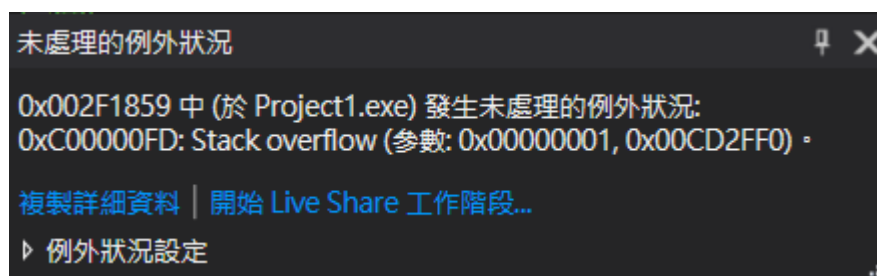 未處理的例外狀況
0x002F1859 中 (於 Project1.exe) 發生未處理的例外狀況:
0xC00000FD: Stack overflow (參數: 0x00000001, 0x00CD2FF0)。
複製詳細資料 | 開始 Live Share 工作階段...
例外狀況設定